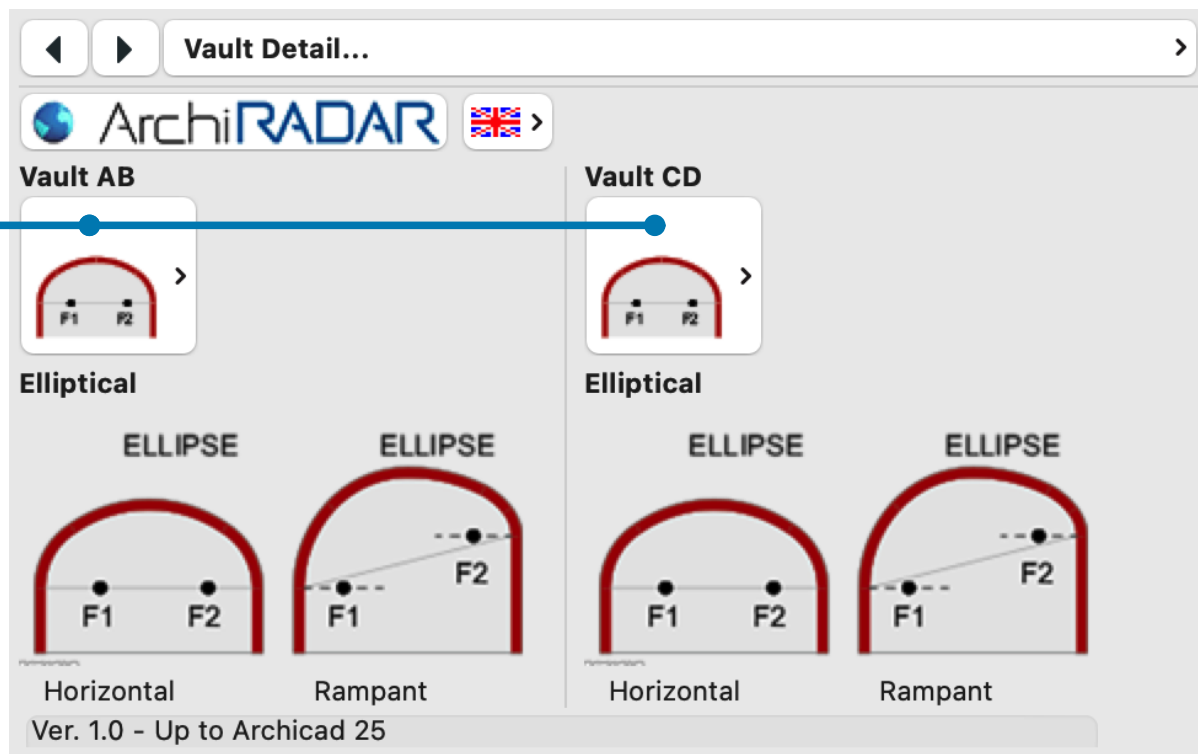 Vault Detail...
ArchiRADAR
Vault AB
Vault CD
F1 F2
F1 F2
Elliptical
Elliptical
ELLIPSE ELLIPSE
F1 F2 F1 F2
ELLIPSE ELLIPSE
F1 F2 F1 F2
Horizontal Rampant
Horizontal Rampant
Ver. 1.0 - Up to Archicad 25